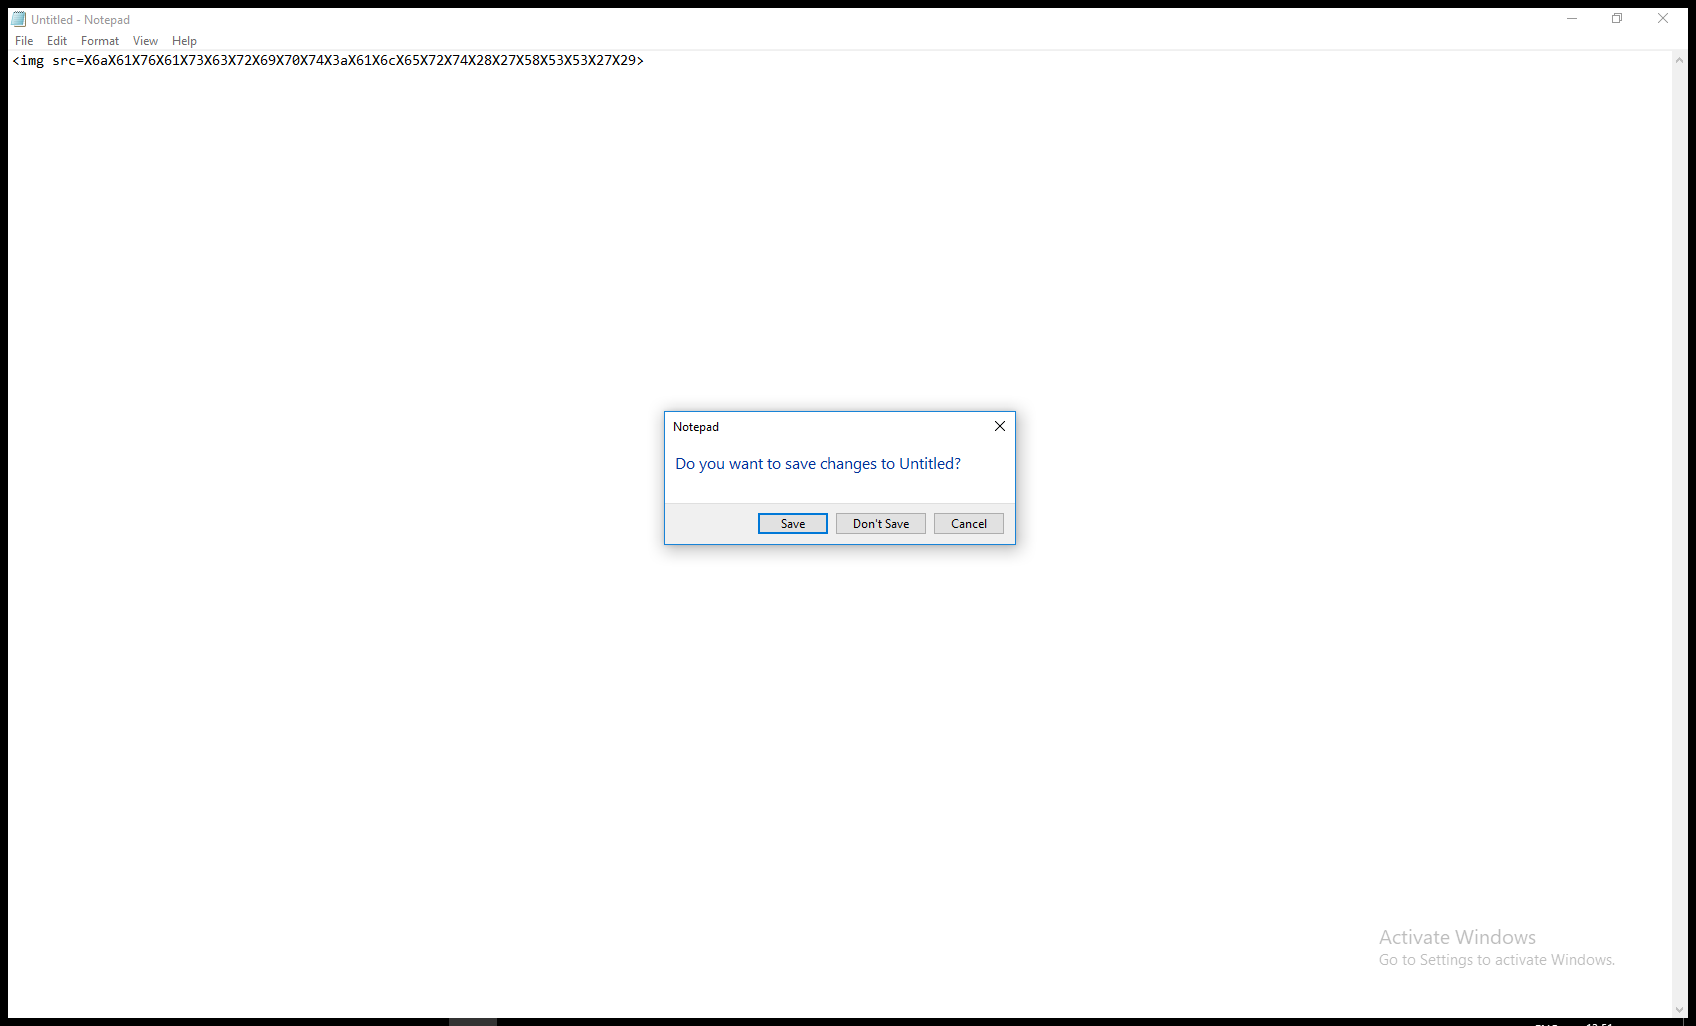 Untitled - Notepad
File Edit Format View Help
<img src=X6aX61X76X61X73X63X72X69X70X74X3aX61X6cX65X72X74X28X27X58X53X53X27X29>
Notepad
Do you want to save changes to Untitled?
Save Don't Save Cancel
Activate Windows
Go to Settings to activate Windows.